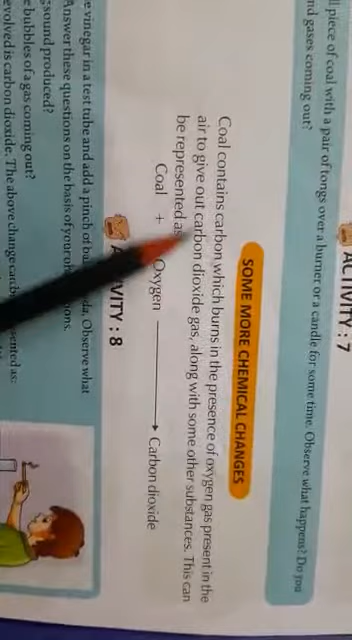 ACTIVITY : 7
ll piece of coal with a pair of tongs over a burner or a candle for some time. Observe what happens? Do you
nd gases coming out?
SOME MORE CHEMICAL CHANGES
Coal contains carbon which burns in the presence of oxygen gas present in the
air to give out carbon dioxide gas, along with some other substances. This can
be represented as
Coal + Oxygen → Carbon dioxide
VITY : 8
e vinegar in a test tube and add a pinch of da, Observe what
Answer these questions on the basis of your ons.
sound produced?
e bubbles of a gas coming out?
evolved is carbon dioxide. The above change can sented as: